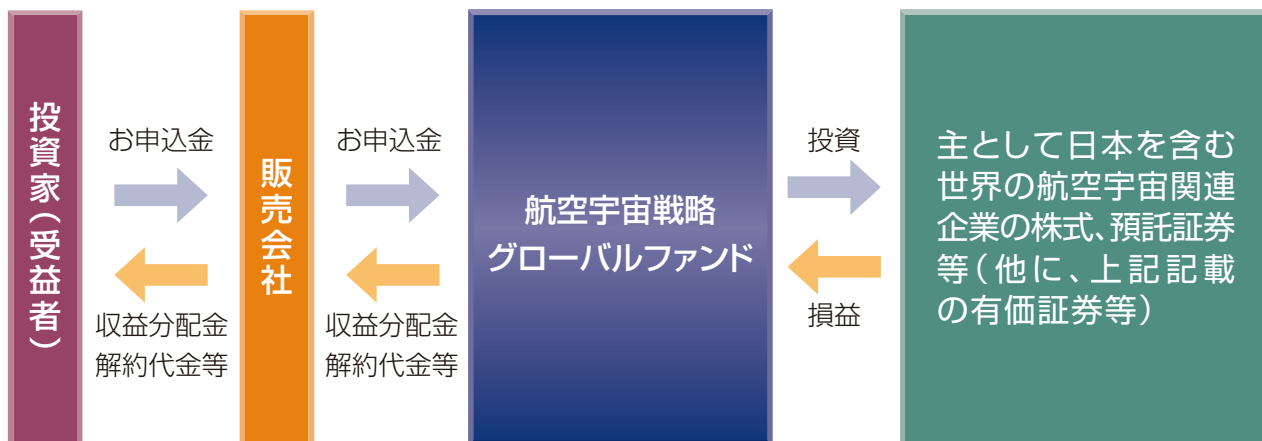 投資家(受益者)
お申込金
収益分配金
解約代金等
販売会社
お申込金
収益分配金
解約代金等
航空宇宙戦略
グローバルファンド
投資
損益
主として日本を含む
世界の航空宇宙関連
企業の株式、預託証券
等(他に、上記記載
の有価証券等)